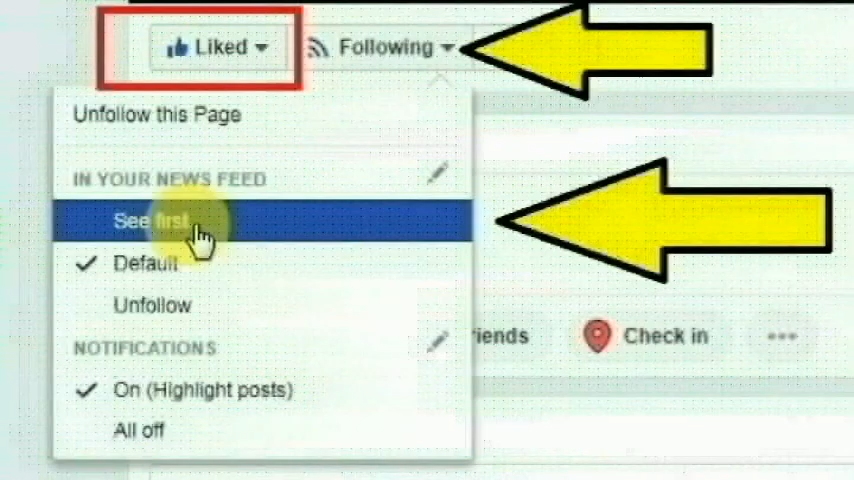 Liked Following
Unfollow this Page
IN YOUR NEWS FEED
See first
Default
Unfollow
riends Check in
NOTIFICATIONS
On (Highlight posts)
All off